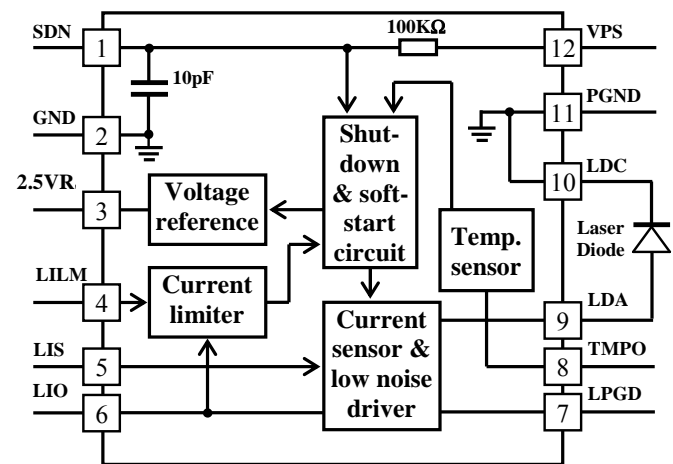 SDN
1
100KΩ
12
VPS
10pF
PGND
11
GND
2
Shut-
down
& soft-
start
circuit
2.5VR
3
Voltage
reference
10
LDC
Temp.
sensor
Laser
Diode
LILM
4
Current
limiter
Current
sensor &
low noise
driver
9
LDA
LIS
5
8
TMPO
LIO
6
7
LPGD